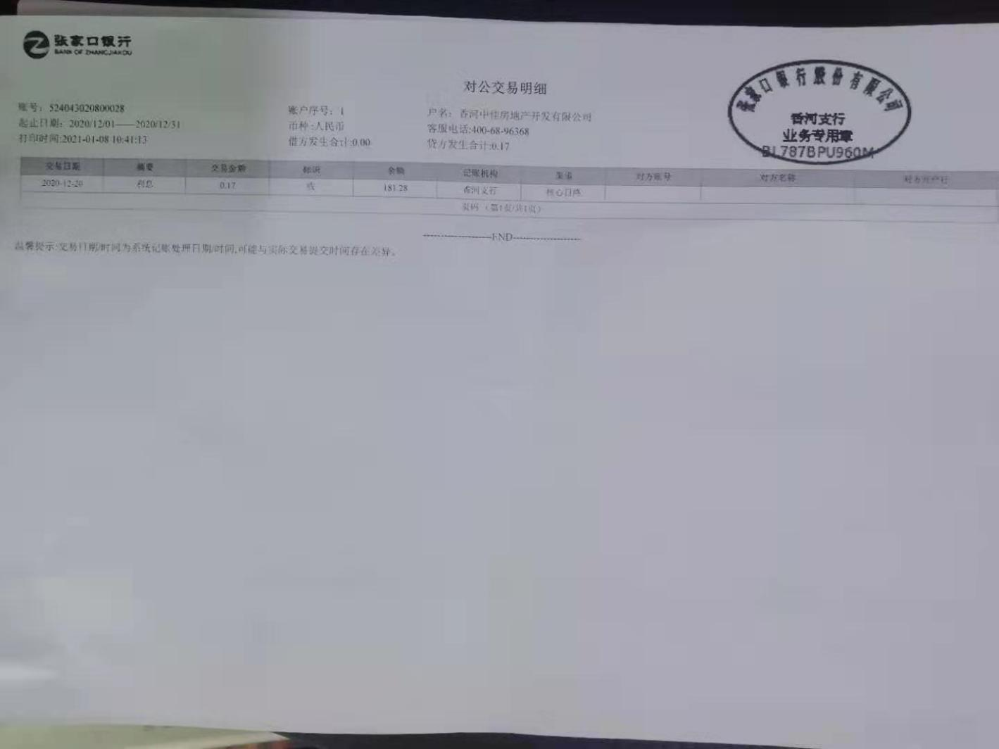 张家口银行
BANK OF ZHANGJIAKOU
对公交易明细
张家口银行股份有限公司
香河支行
业务专用章
BL787BPU960M
账号：524043020800028 账户序号：1 户名：香河中佳房地产开发有限公司
起止日期：2020/12/01——2020/12/31 币种:人民币 客服电话:400-68-96368
打印时间:2021-01-08 10:41:13 借方发生合计:0.00 贷方发生合计:0.17
交易日期 摘要 交易金额 标识 余额 记账机构 渠道 对方账号 对方名称 对方开户行
2020-12-20 利息 0.17 181.28 香河支行 核心日终
页码 （第1页/共1页）
--------------------END--------------------
温馨提示:交易日期/时间为系统记账处理日期/时间,可能与实际交易提交时间存在差异。